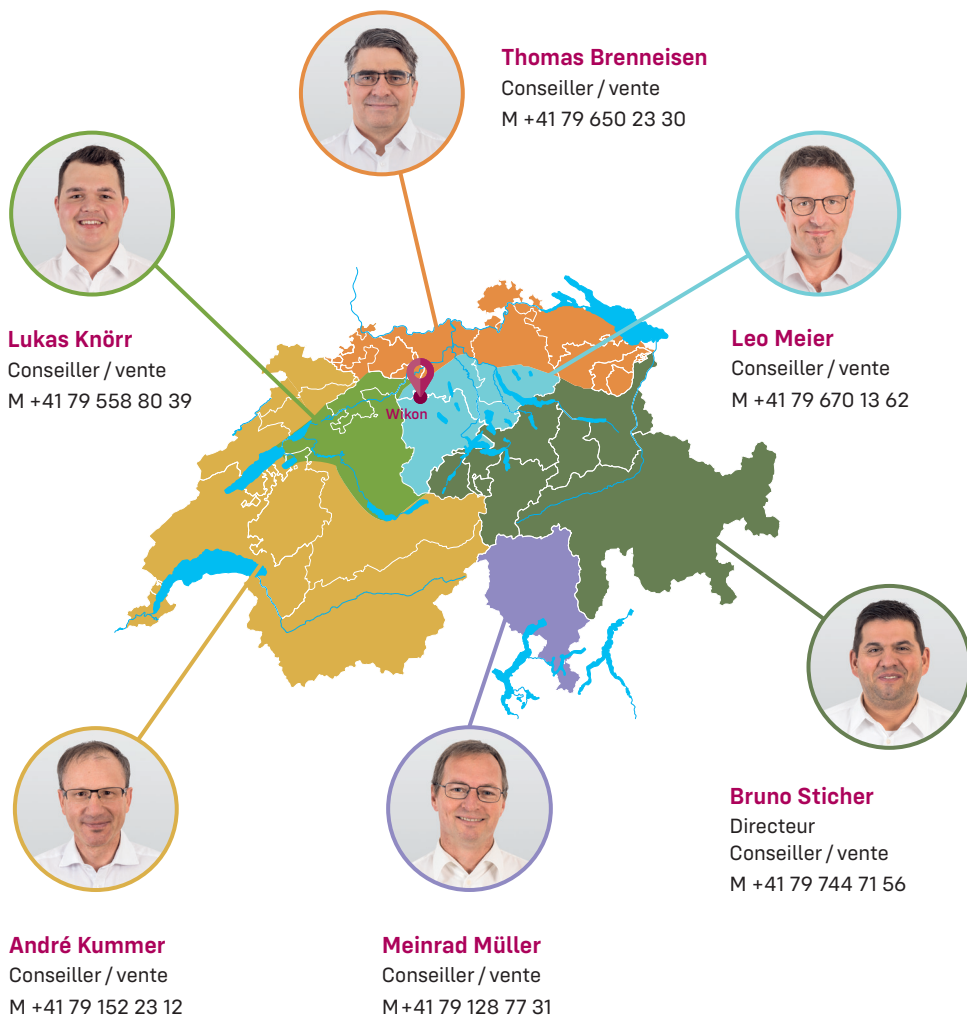 Thomas Brenneisen
Conseiller / vente
M +41 79 650 23 30
Lukas Knörr
Conseiller / vente
M +41 79 558 80 39
Leo Meier
Conseiller / vente
M +41 79 670 13 62
Wikon
Bruno Sticher
Directeur
Conseiller / vente
M +41 79 744 71 56
André Kummer
Conseiller / vente
M +41 79 152 23 12
Meinrad Müller
Conseiller / vente
M+41 79 128 77 31